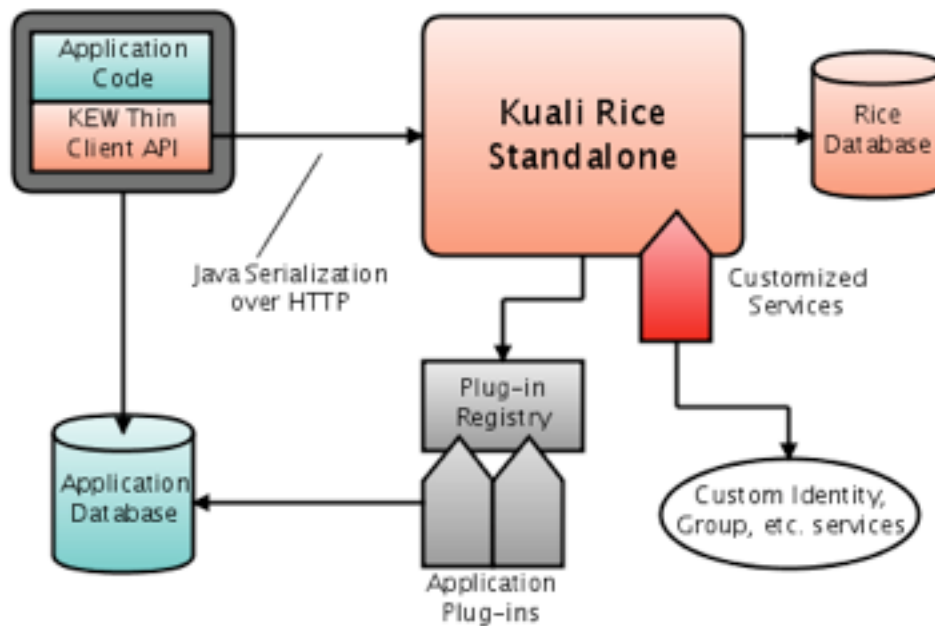 Application
Code
KEW Thin
Client API
Kuali Rice
Standalone
Rice
Database
Java Serialization
over HTTP
Customized
Services
Plug-in
Registry
Application
Database
Custom Identity,
Group, etc. services
Application
Plug-ins